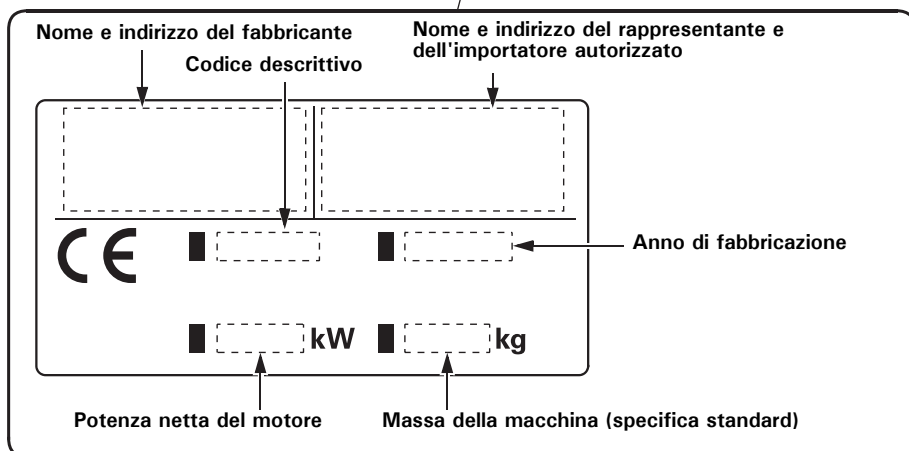 Nome e indirizzo del fabbricante
Nome e indirizzo del rappresentante e
dell'importatore autorizzato
Codice descrittivo
CE
Anno di fabbricazione
kW
kg
Potenza netta del motore
Massa della macchina (specifica standard)